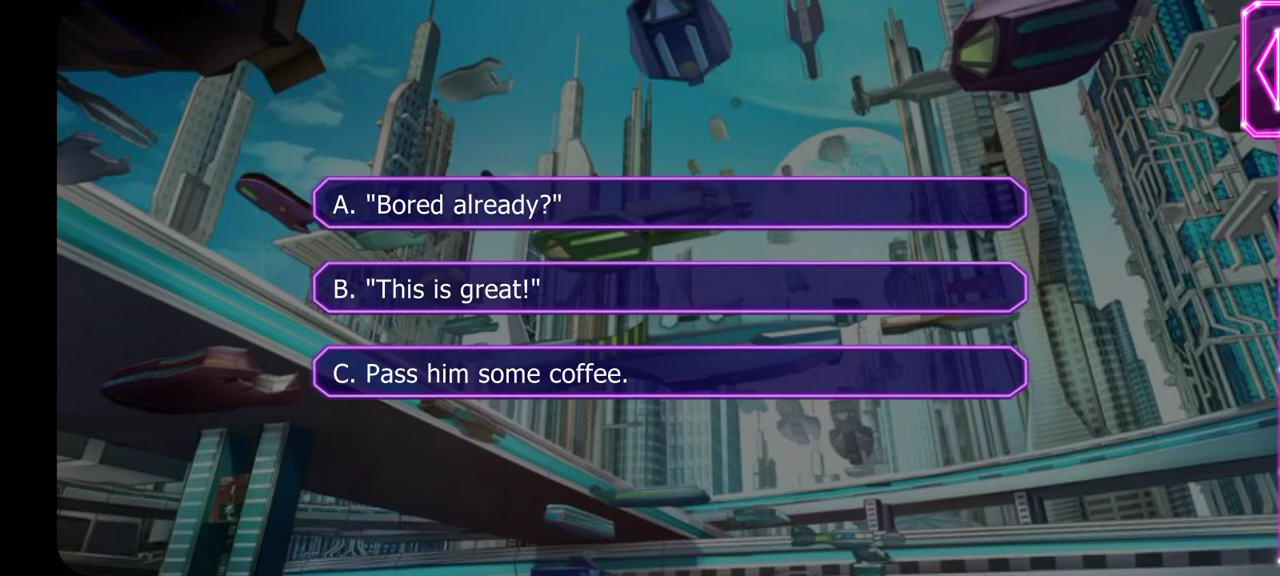 A. "Bored already?"
B. "This is great!"
C. Pass him some coffee.